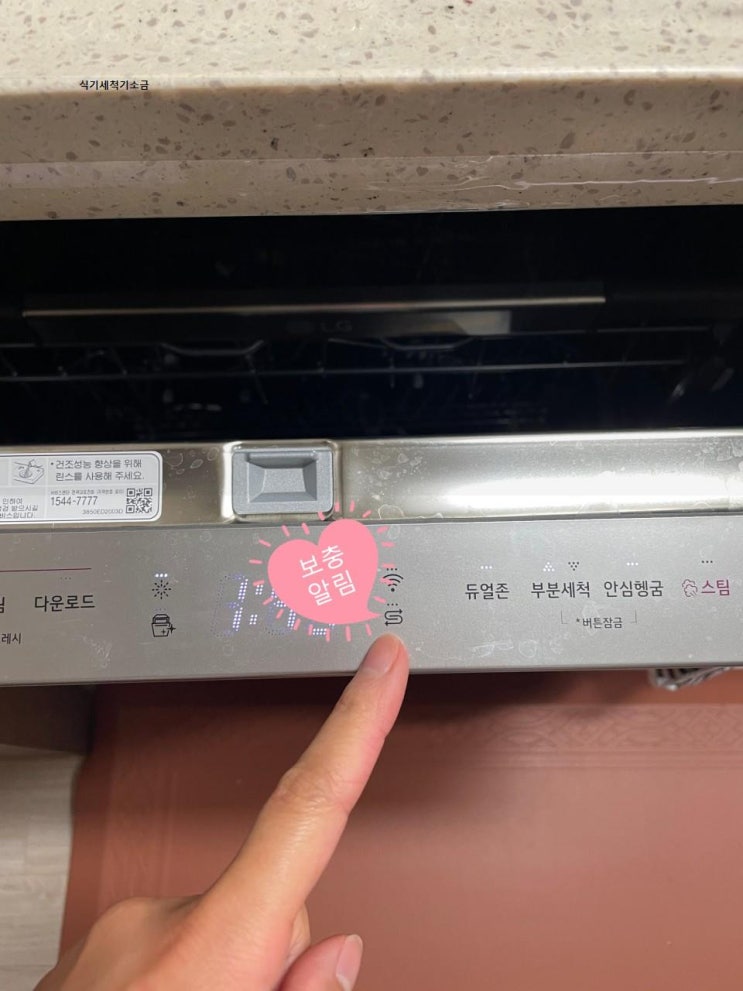 식기세척기소금
LG
• 건조성능 향상을 위해
린스를 사용해 주세요.
1544-7777
보충
알림
다운로드
듀얼존
부분세척
안심헹굼
스팀
* 버튼잠금
레시